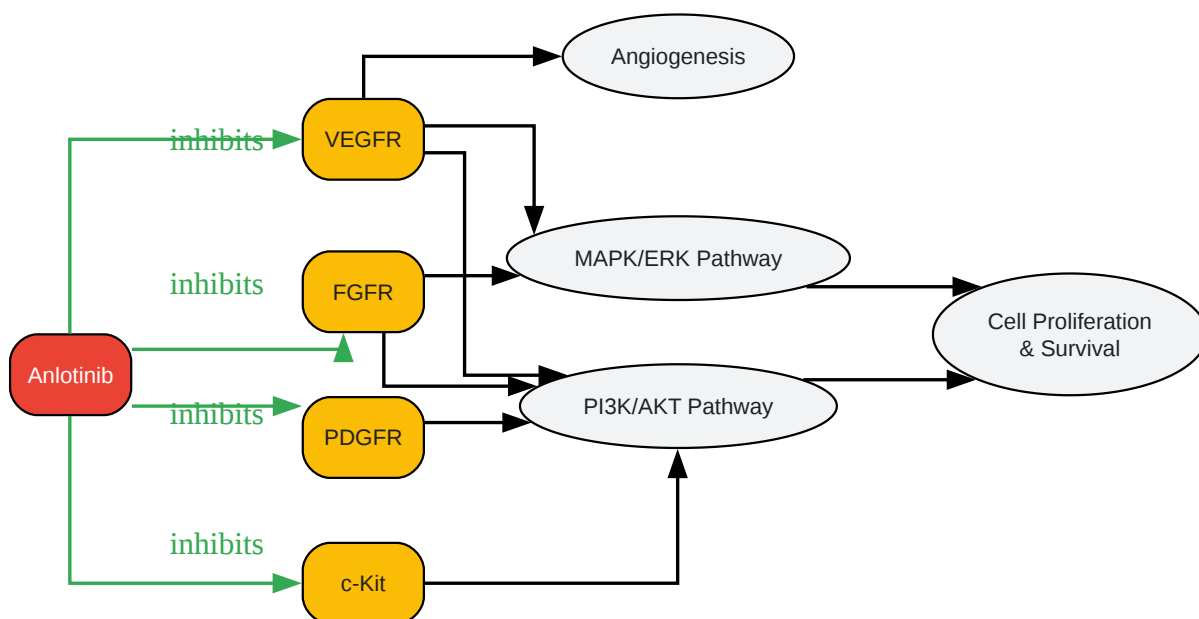 Angiogenesis
inhibits
VEGFR
MAPK/ERK Pathway
inhibits
FGFR
Cell Proliferation
& Survival
Anlotinib
inhibits
PDGFR
PI3K/AKT Pathway
inhibits
c-Kit